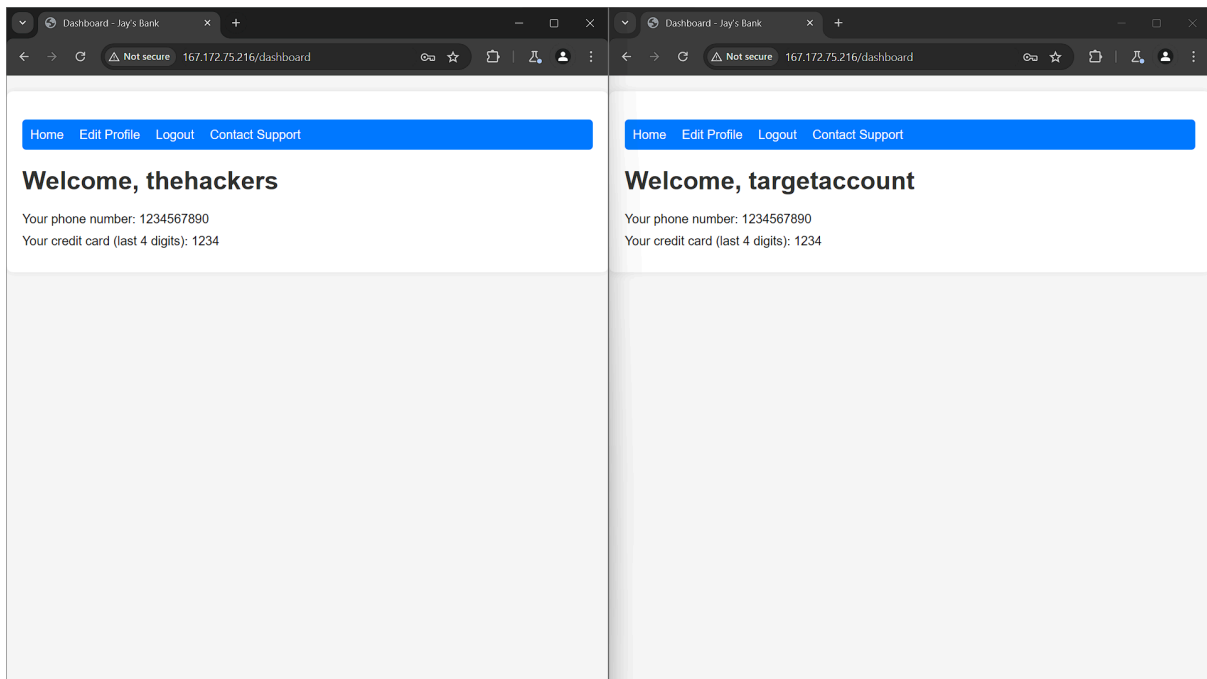 Dashboard - Jay's Bank
Not secure 167.172.75.216/dashboard
Home Edit Profile Logout Contact Support
Welcome, thehackers
Your phone number: 1234567890
Your credit card (last 4 digits): 1234
Dashboard - Jay's Bank
Not secure 167.172.75.216/dashboard
Home Edit Profile Logout Contact Support
Welcome, targetaccount
Your phone number: 1234567890
Your credit card (last 4 digits): 1234